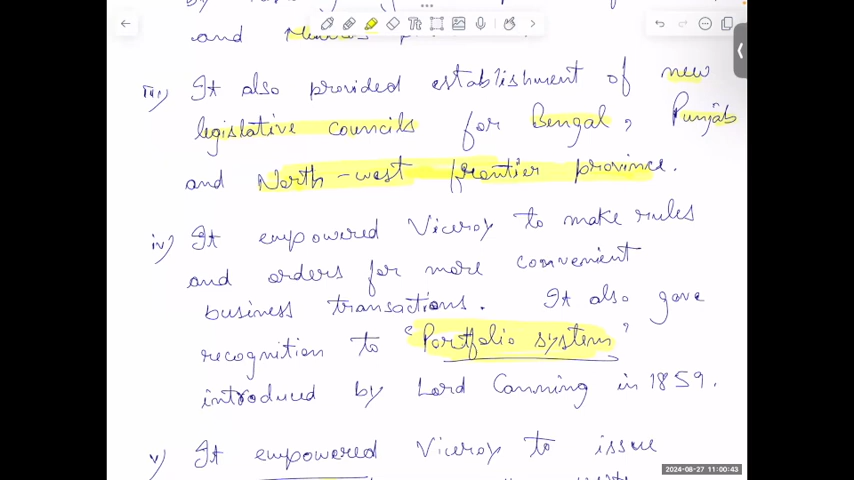 and
iii) It also provided establishment of new
legislative councils for Bengal, Punjab
and North-west frontier province.
iv) It empowered Viceroy to make rules
and orders for more convenient
business transactions. It also gave
recognition to "Portfolio system"
introduced by Lord Canning in 1859.
v) It empowered Viceroy to issue
2024-08-27 11:00:43